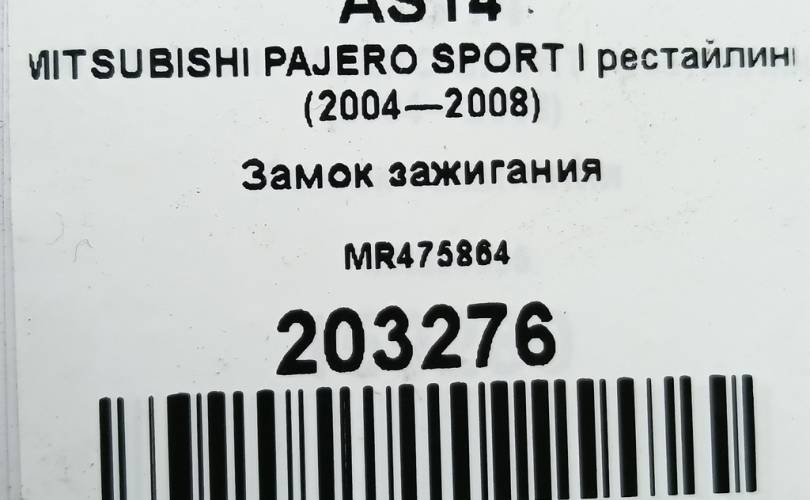 AS14
MITSUBISHI PAJERO SPORT I рестайлинг
(2004—2008)
Замок зажигания
MR475864
203276